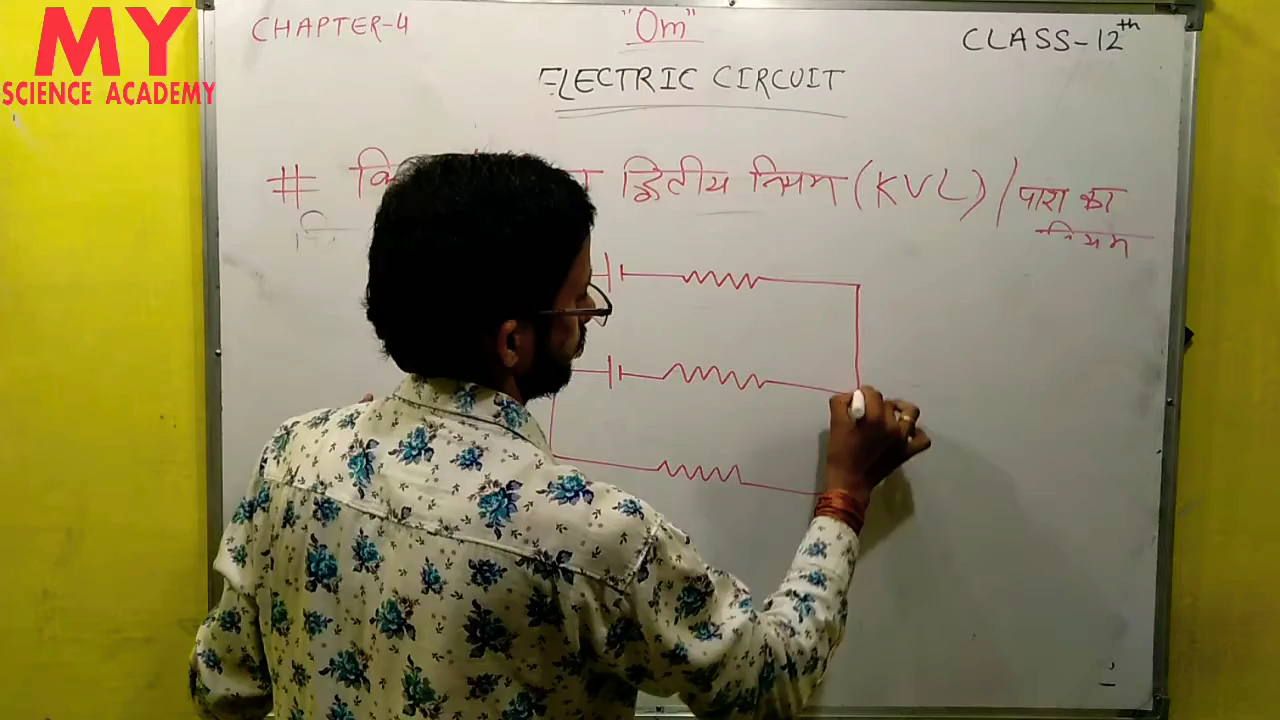 MY
SCIENCE ACADEMY
CHAPTER-4
"Om"
CLASS-12th
ELECTRIC CIRCUIT
# द्वितीय नियम (KVL) / पाश का
नियम